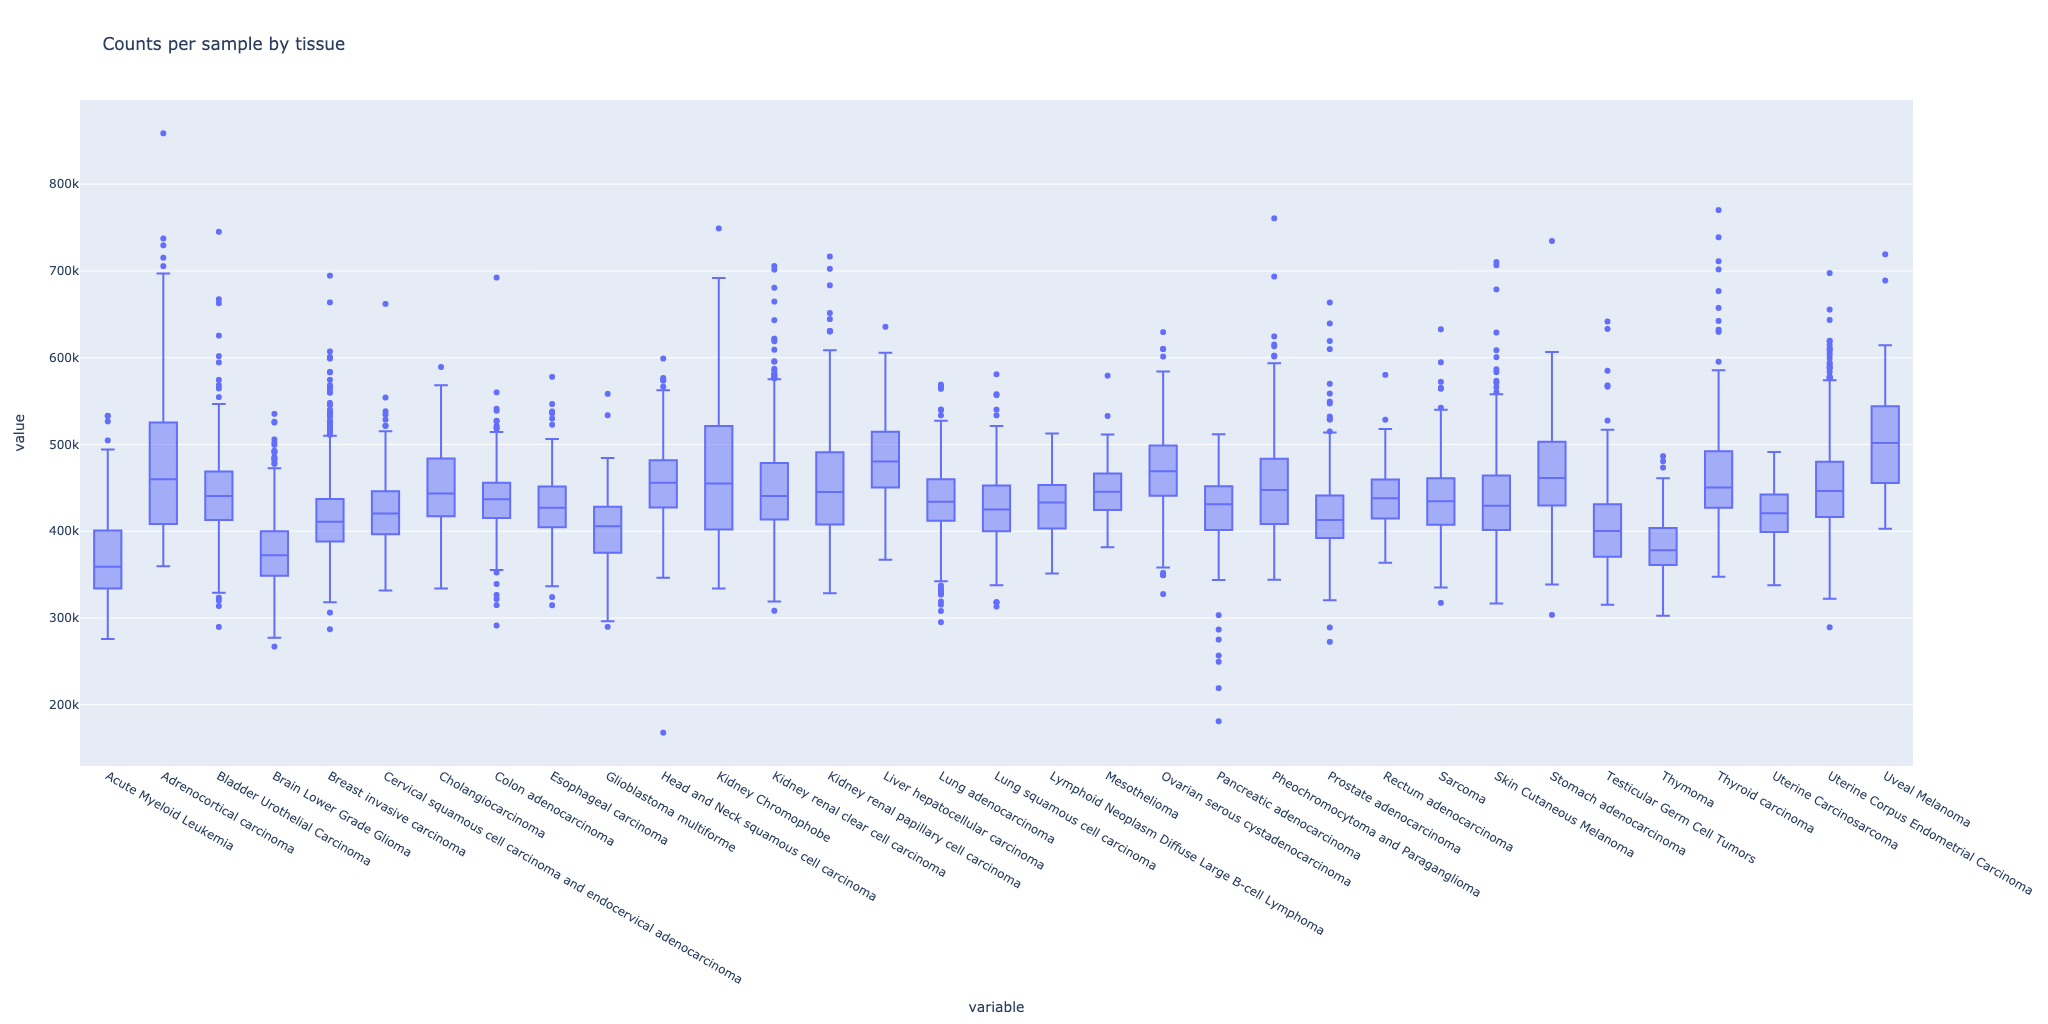 Counts per sample by tissue
value
800k
700k
600k
500k
400k
300k
200k
Acute Myeloid Leukemia
Adrenocortical carcinoma
Bladder Urothelial Carcinoma
Brain Lower Grade Glioma
Breast invasive carcinoma
Cervical squamous cell carcinoma and endocervical adenocarcinoma
Cholangiocarcinoma
Colon adenocarcinoma
Esophageal carcinoma
Glioblastoma multiforme
Head and Neck squamous cell carcinoma
Kidney Chromophobe
Kidney renal clear cell carcinoma
Kidney renal papillary cell carcinoma
Liver hepatocellular carcinoma
Lung adenocarcinoma
Lung squamous cell carcinoma
Lymphoid Neoplasm Diffuse Large B-cell Lymphoma
Mesothelioma
Ovarian serous cystadenocarcinoma
Pancreatic adenocarcinoma
Pheochromocytoma and Paraganglioma
Prostate adenocarcinoma
Rectum adenocarcinoma
Sarcoma
Skin Cutaneous Melanoma
Stomach adenocarcinoma
Testicular Germ Cell Tumors
Thymoma
Thyroid carcinoma
Uterine Carcinosarcoma
Uterine Corpus Endometrial Carcinoma
Uveal Melanoma
variable